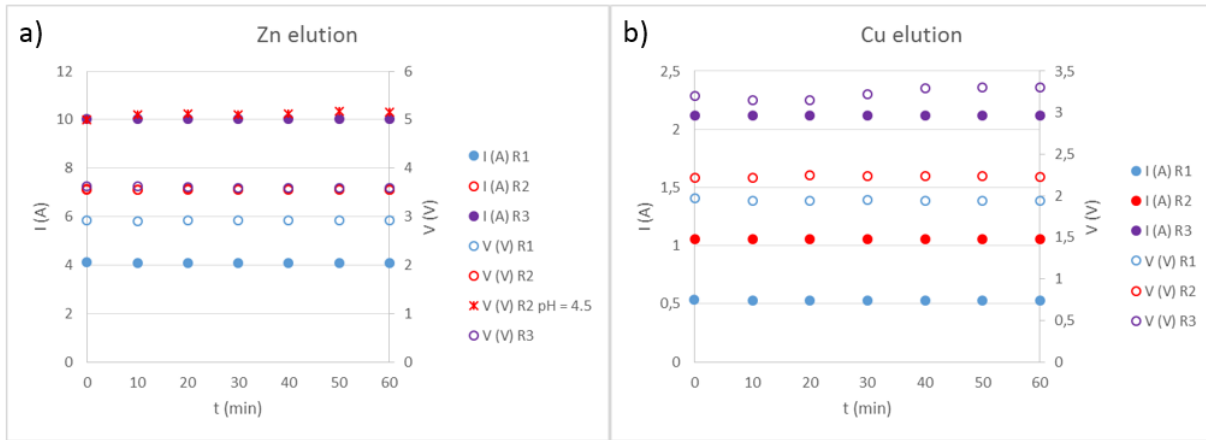 a)
Zn elution
12
10
8
6
4
2
0
I (A)
6
5
4
3
2
1
0
V (V)
0 10 20 30 40 50 60
t (min)
I (A) R1
I (A) R2
I (A) R3
V (V) R1
V (V) R2
V (V) R2 pH = 4.5
V (V) R3
b)
Cu elution
2,5
2
1,5
1
0,5
0
I (A)
3,5
3
2,5
2
1,5
1
0,5
0
V (V)
0 10 20 30 40 50 60
t (min)
I (A) R1
I (A) R2
I (A) R3
V (V) R1
V (V) R2
V (V) R3